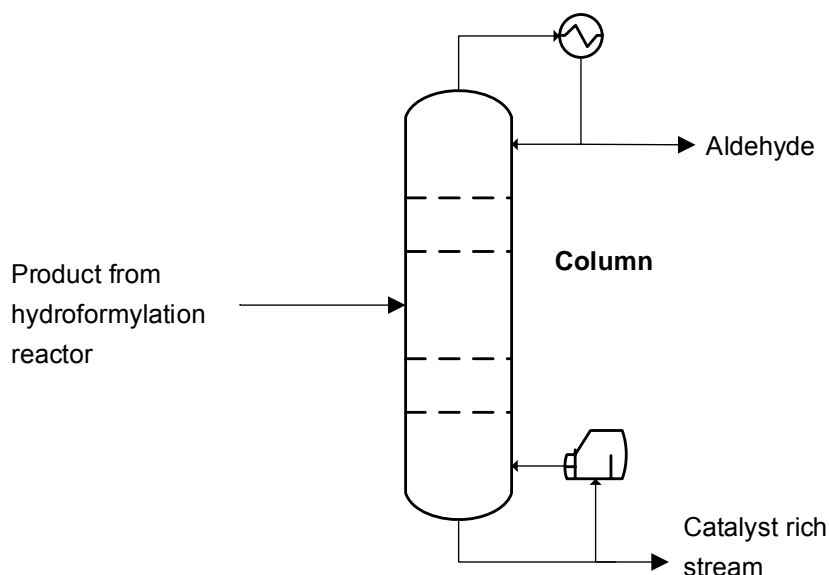 Aldehyde
Column
Product from
hydroformylation
reactor
Catalyst rich
stream